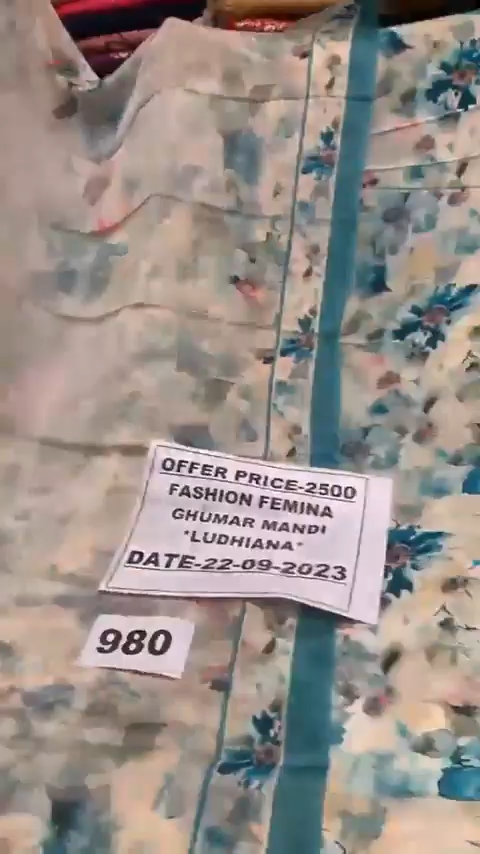 OFFER PRICE-2500
FASHION FEMINA
GHUMAR MANDI
*LUDHIANA*
DATE-22-09-2023
980